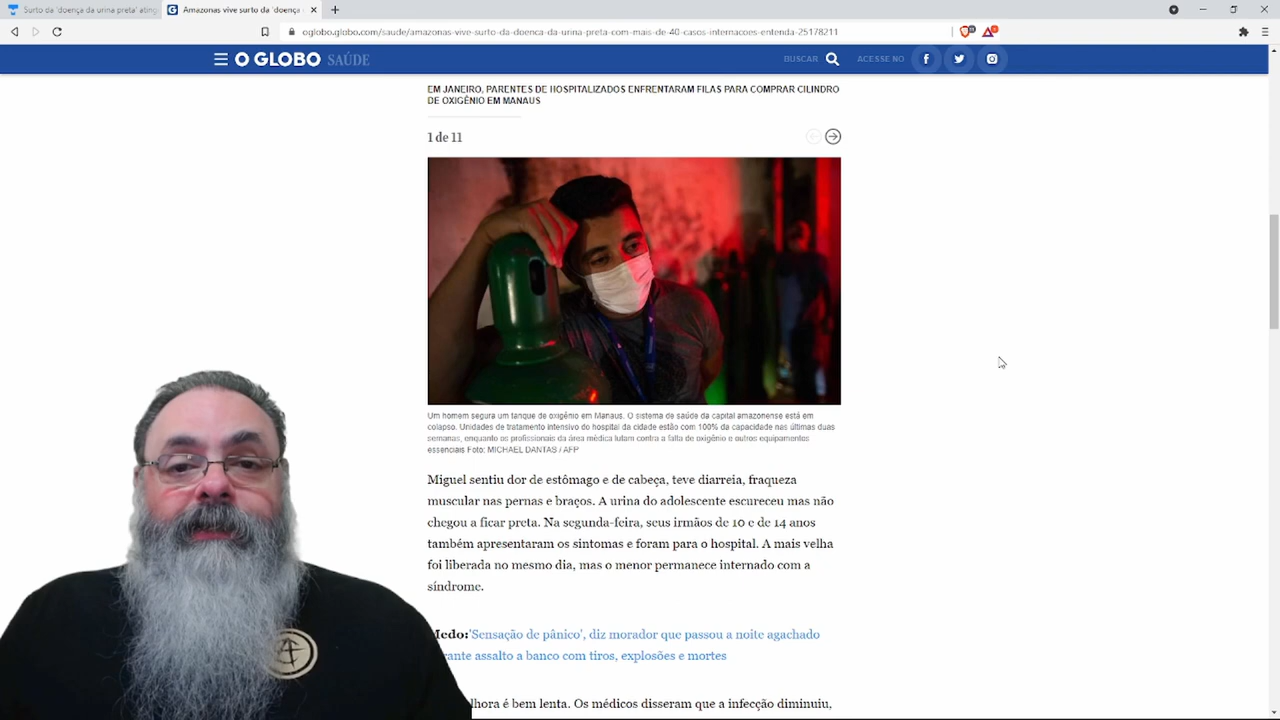 Surto da 'doença da urina preta' ating
Amazonas vive surto da 'doença
oglobo.globo.com/saude/amazonas-vive-surto-da-doenca-da-urina-preta-com-mais-de-40-casos-internacoes-entenda-25178211
O GLOBO SAÚDE
BUSCAR
ACESSE NO
EM JANEIRO, PARENTES DE HOSPITALIZADOS ENFRENTARAM FILAS PARA COMPRAR CILINDRO
DE OXIGÊNIO EM MANAUS
1 de 11
Um homem segura um tanque de oxigênio em Manaus. O sistema de saúde da capital amazonense está em
colapso. Unidades de tratamento intensivo do hospital da cidade estão com 100% da capacidade nas últimas duas
semanas, enquanto os profissionais da área médica lutam contra a falta de oxigênio e outros equipamentos
essenciais Foto: MICHAEL DANTAS / AFP
Miguel sentiu dor de estômago e de cabeça, teve diarreia, fraqueza
muscular nas pernas e braços. A urina do adolescente escureceu mas não
chegou a ficar preta. Na segunda-feira, seus irmãos de 10 e de 14 anos
também apresentaram os sintomas e foram para o hospital. A mais velha
foi liberada no mesmo dia, mas o menor permanece internado com a
síndrome.
Medo: 'Sensação de pânico', diz morador que passou a noite agachado
rante assalto a banco com tiros, explosões e mortes
lhora é bem lenta. Os médicos disseram que a infecção diminuiu,